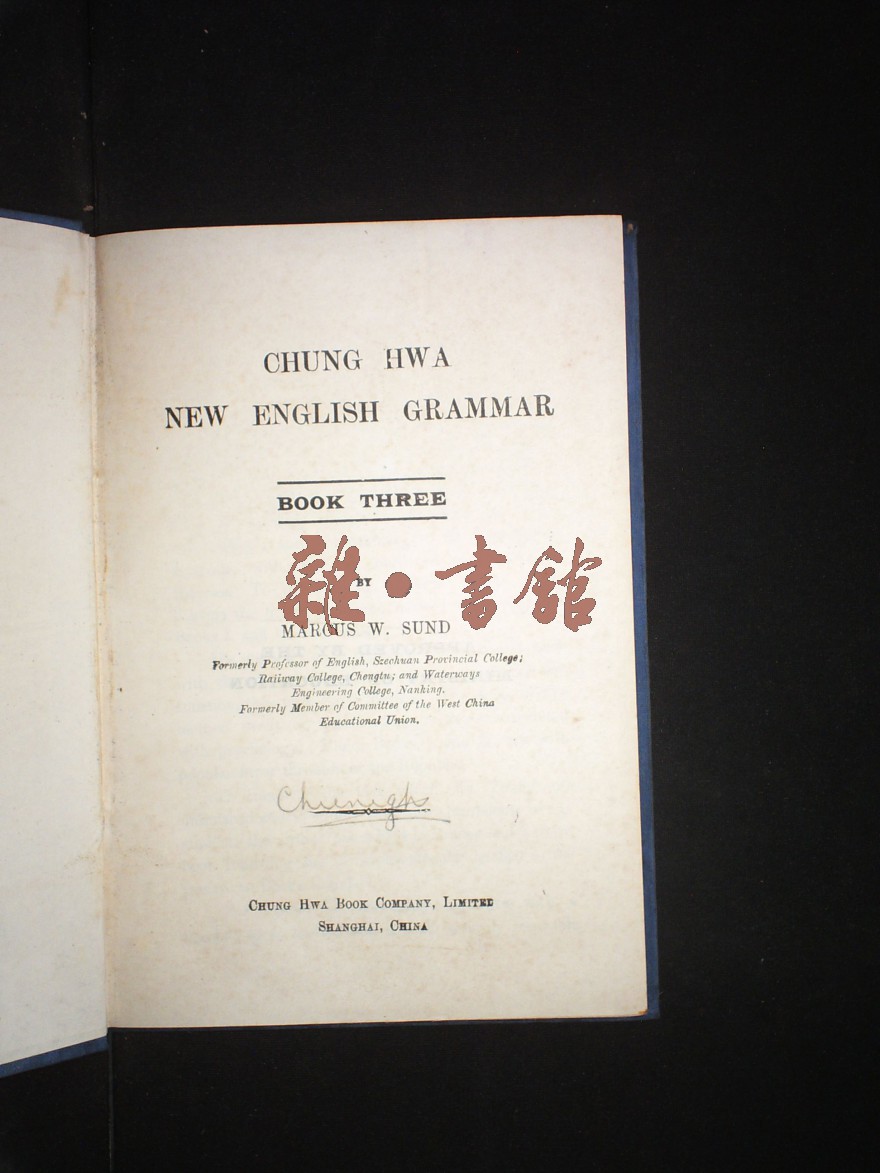 CHUNG HWA
NEW ENGLISH GRAMMAR
BOOK THREE
BY
雜·書館
MARCUS W. SUND
Formerly Professor of English, Szechuan Provincial College;
Railway College, Chengtu; and Waterways
Engineering College, Nanking.
Formerly Member of Committee of the West China
Educational Union.
CHUNG HWA BOOK COMPANY, LIMITED
SHANGHAI, CHINA